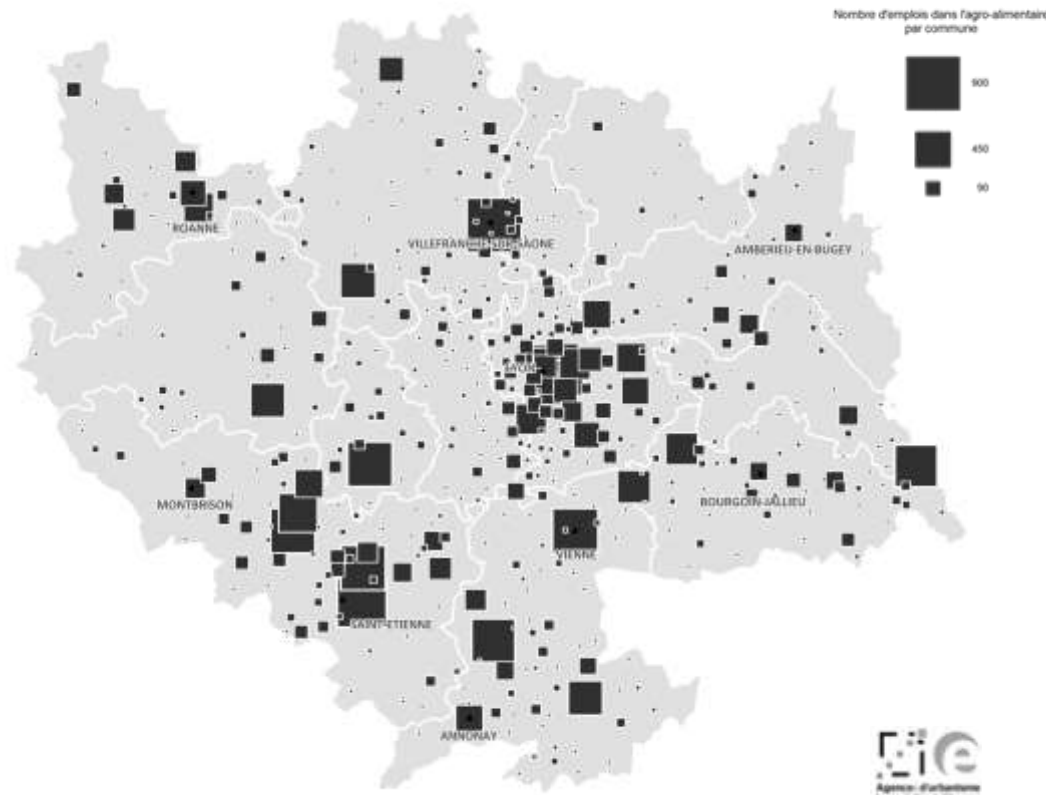 Nombre d'emplois dans l'agro-alimentaire
par commune
900
450
90
ROANNE
VILLEFRANCHE-SUR-SAONE
AMBERIEU-EN-BUGEY
LYON
MONTBRISON
BOURGOIN-JALLIEU
VIENNE
SAINT-ETIENNE
ANNONAY
Agence d'urbanisme